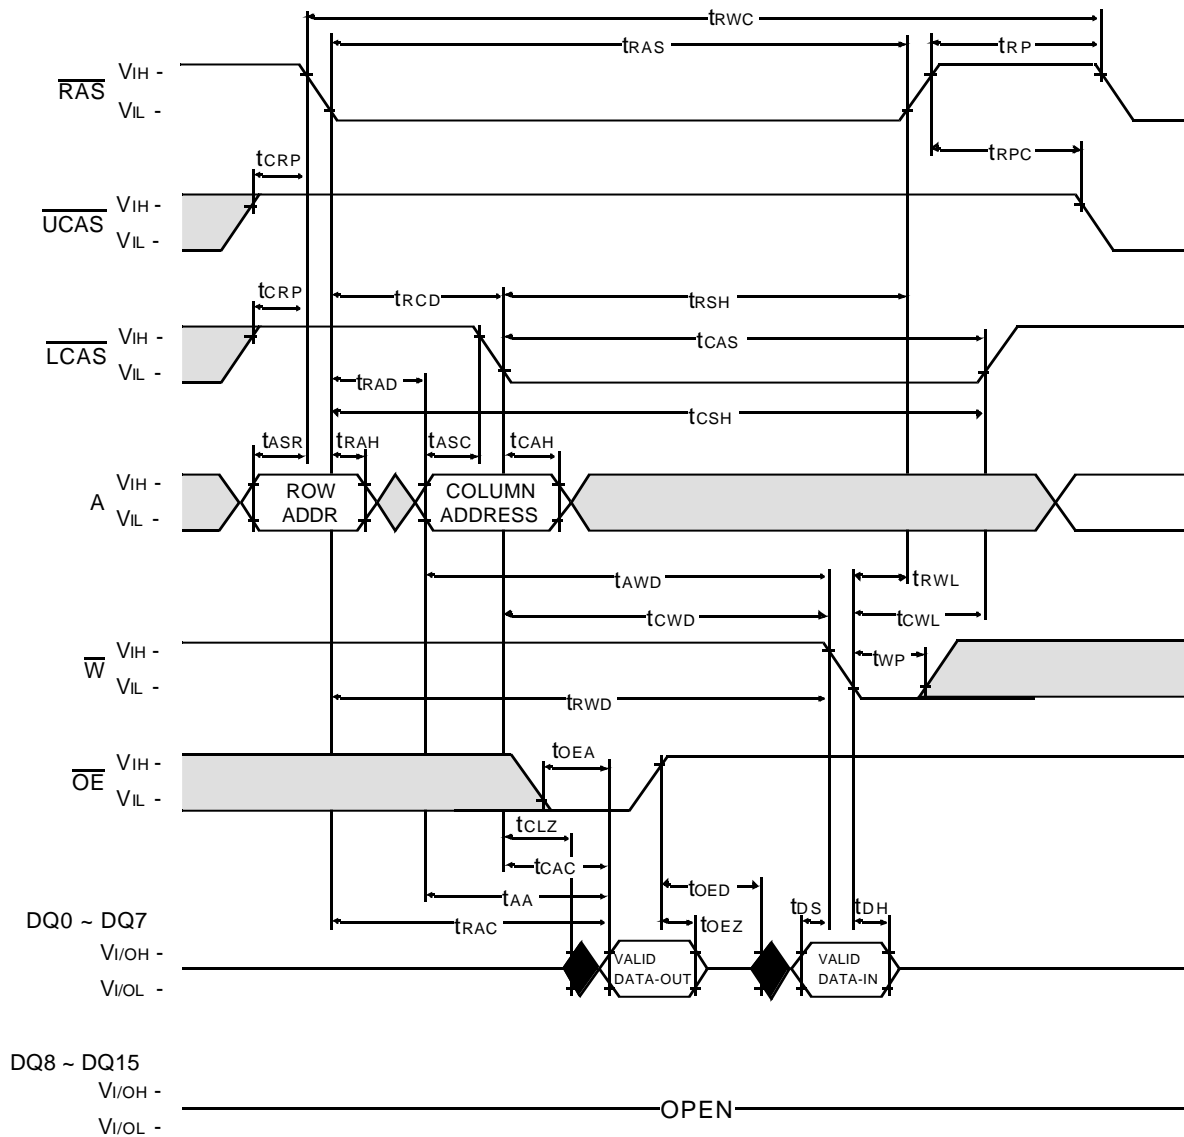 tRWC
tRAS
tRP
RAS
VIH -
VIL -
tRPC
tCRP
UCAS
VIH -
VIL -
tCRP
tRCD
tRSH
LCAS
VIH -
VIL -
tCAS
tRAD
tCSH
tASR
tRAH
tASC
tCAH
A
VIH -
VIL -
ROW
ADDR
COLUMN
ADDRESS
tAWD
tRWL
tCWD
tCWL
W
VIH -
VIL -
tWP
tRWD
OE
VIH -
VIL -
tOEA
tCLZ
tCAC
tOED
tAA
tDS
tDH
tRAC
tOEZ
DQ0 ~ DQ7
VI/OH -
VI/OL -
VALID
DATA-OUT
VALID
DATA-IN
DQ8 ~ DQ15
VI/OH -
VI/OL -
OPEN